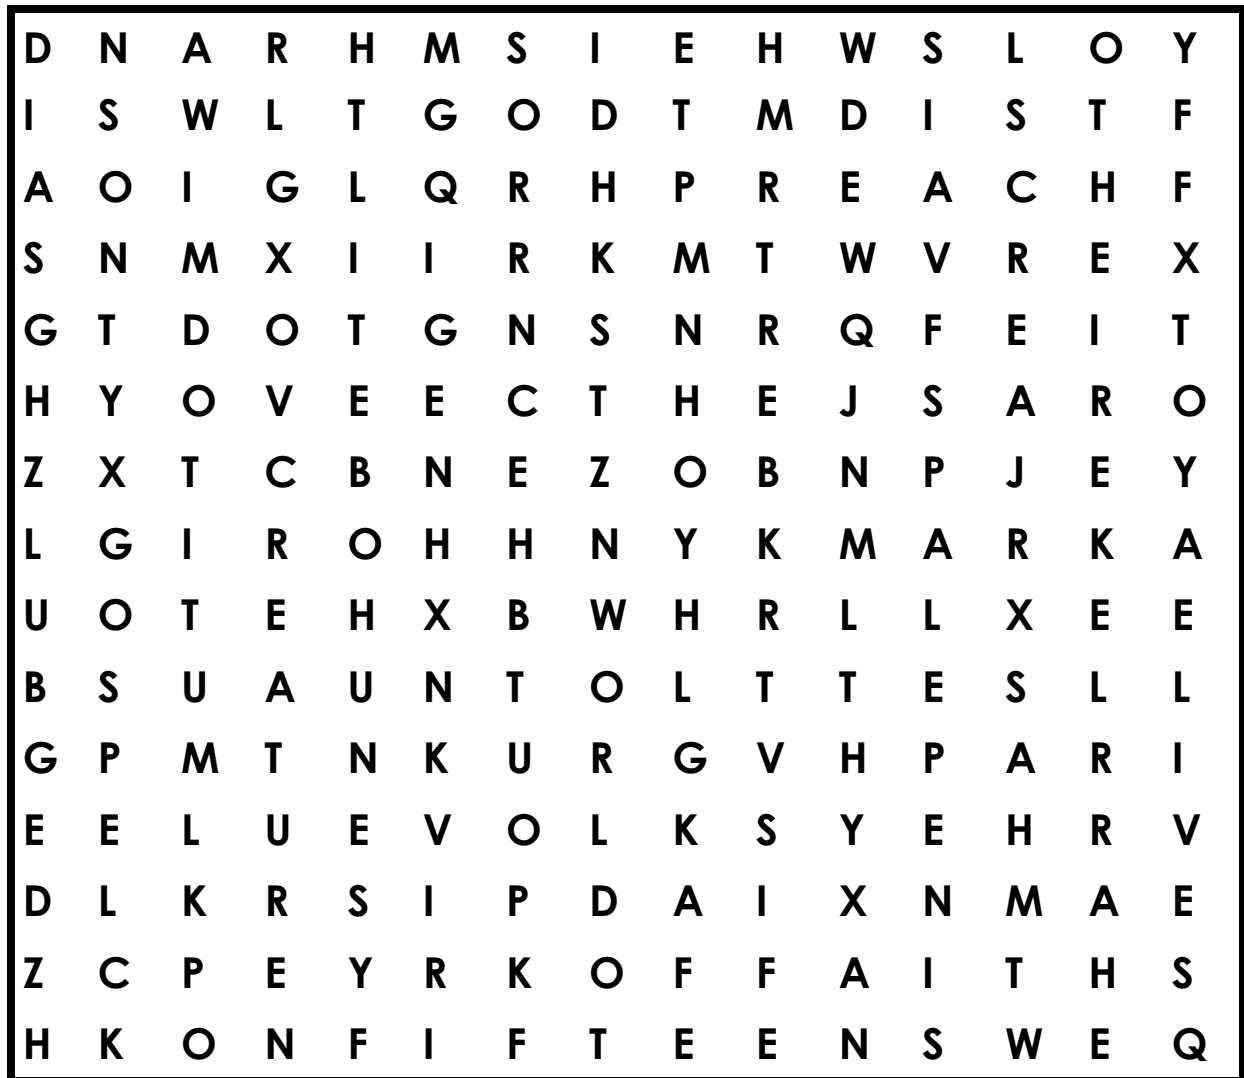 D N A R H M S I E H W S L O Y
I S W L T G O D T M D I S T F
A O I G L Q R H P R E A C H F
S N M X I I R K M T W V R E X
G T D O T G N S N R Q F E I T
H Y O V E E C T H E J S A R O
Z X T C B N E Z O B N P J E Y
L G I R O H H N Y K M A R K A
U O T E H X B W H R L L X E E
B S U A U N T O L T T E S L L
G P M T N K U R G V H P A R I
E E L U E V O L K S Y E H R V
D L K R S I P D A I X N M A E
Z C P E Y R K O F F A I T H S
H K O N F I F T E E N S W E Q